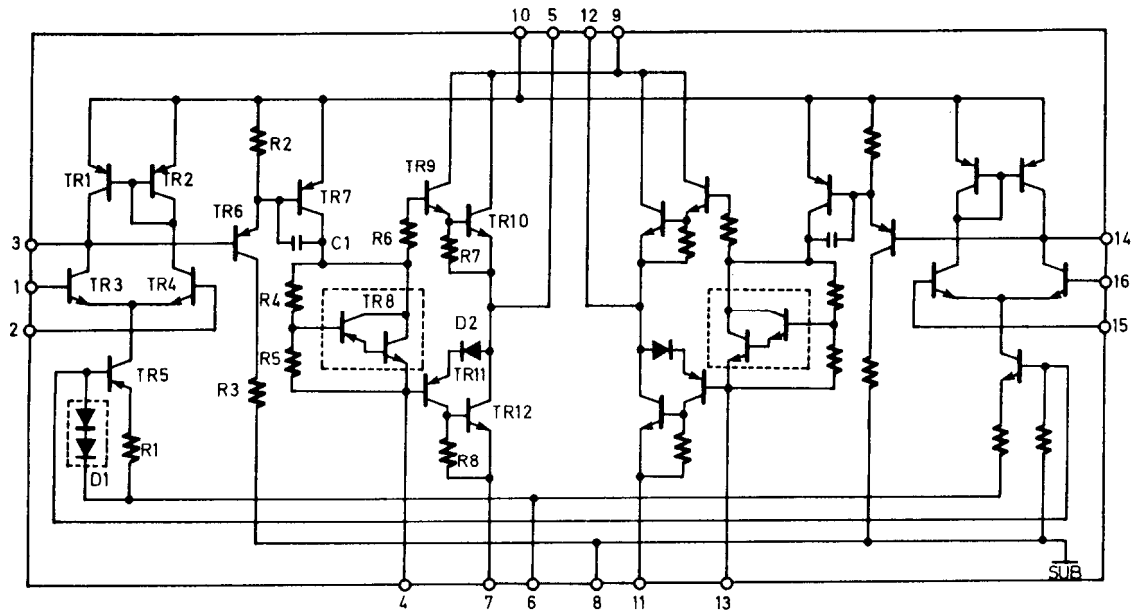 10 5 12 9
R2
TR9
TR1 TR2
TR7
TR6 TR10
3 C1 R6 R7 14
1 TR3 TR4 R4 TR8 16
2 D2 15
R5 TR11
TR5 R3 TR12
R1 R8
D1
SUB
4 7 6 8 11 13